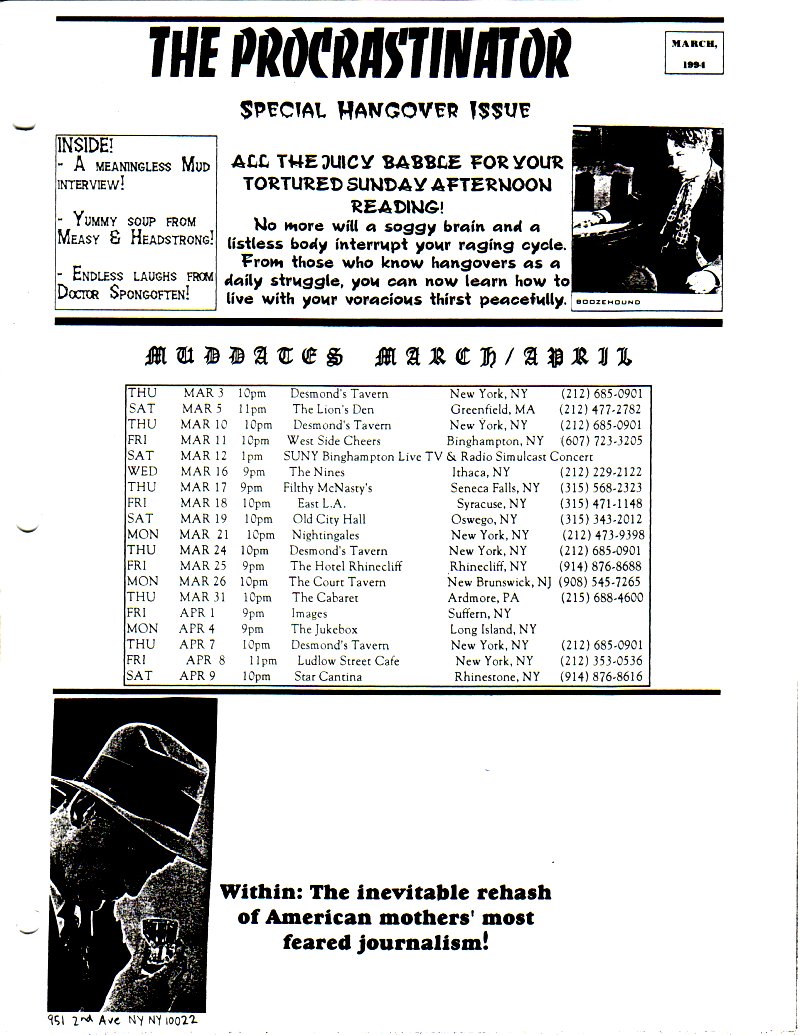 THE PROCRASTINATOR
MARCH,
1994
SPECIAL HANGOVER ISSUE
INSIDE!
- A MEANINGLESS MUD
INTERVIEW!
- YUMMY SOUP FROM
MEASY & HEADSTRONG!
- ENDLESS LAUGHS FROM
DOCTOR SPONGOFTEN!
ALL THE JUICY BABBLE FOR YOUR
TORTURED SUNDAY AFTERNOON
READING!
No more will a soggy brain and a
listless body interrupt your raging cycle.
From those who know hangovers as a
daily struggle, you can now learn how to
live with your voracious thirst peacefully.
BOOZEHOUND
MUDDATES MARCH/APRIL
THU MAR 3 10pm Desmond's Tavern New York, NY (212) 685-0901
SAT MAR 5 11pm The Lion's Den Greenfield, MA (212) 477-2782
THU MAR 10 10pm Desmond's Tavern New York, NY (212) 685-0901
FRI MAR 11 10pm West Side Cheers Binghampton, NY (607) 723-3205
SAT MAR 12 1pm SUNY Binghampton Live TV & Radio Simulcast Concert
WED MAR 16 9pm The Nines Ithaca, NY (212) 229-2122
THU MAR 17 9pm Filthy McNasty's Seneca Falls, NY (315) 568-2323
FRI MAR 18 10pm East L.A. Syracuse, NY (315) 471-1148
SAT MAR 19 10pm Old City Hall Oswego, NY (315) 343-2012
MON MAR 21 10pm Nightingales New York, NY (212) 473-9398
THU MAR 24 10pm Desmond's Tavern New York, NY (212) 685-0901
FRI MAR 25 9pm The Hotel Rhinecliff Rhinecliff, NY (914) 876-8688
MON MAR 26 10pm The Court Tavern New Brunswick, NJ (908) 545-7265
THU MAR 31 10pm The Cabaret Ardmore, PA (215) 688-4600
FRI APR 1 9pm Images Suffern, NY
MON APR 4 9pm The Jukebox Long Island, NY
THU APR 7 10pm Desmond's Tavern New York, NY (212) 685-0901
FRI APR 8 11pm Ludlow Street Cafe New York, NY (212) 353-0536
SAT APR 9 10pm Star Cantina Rhinestone, NY (914) 876-8616
Within: The inevitable rehash
of American mothers' most
feared journalism!
951 2nd Ave NY NY 10022